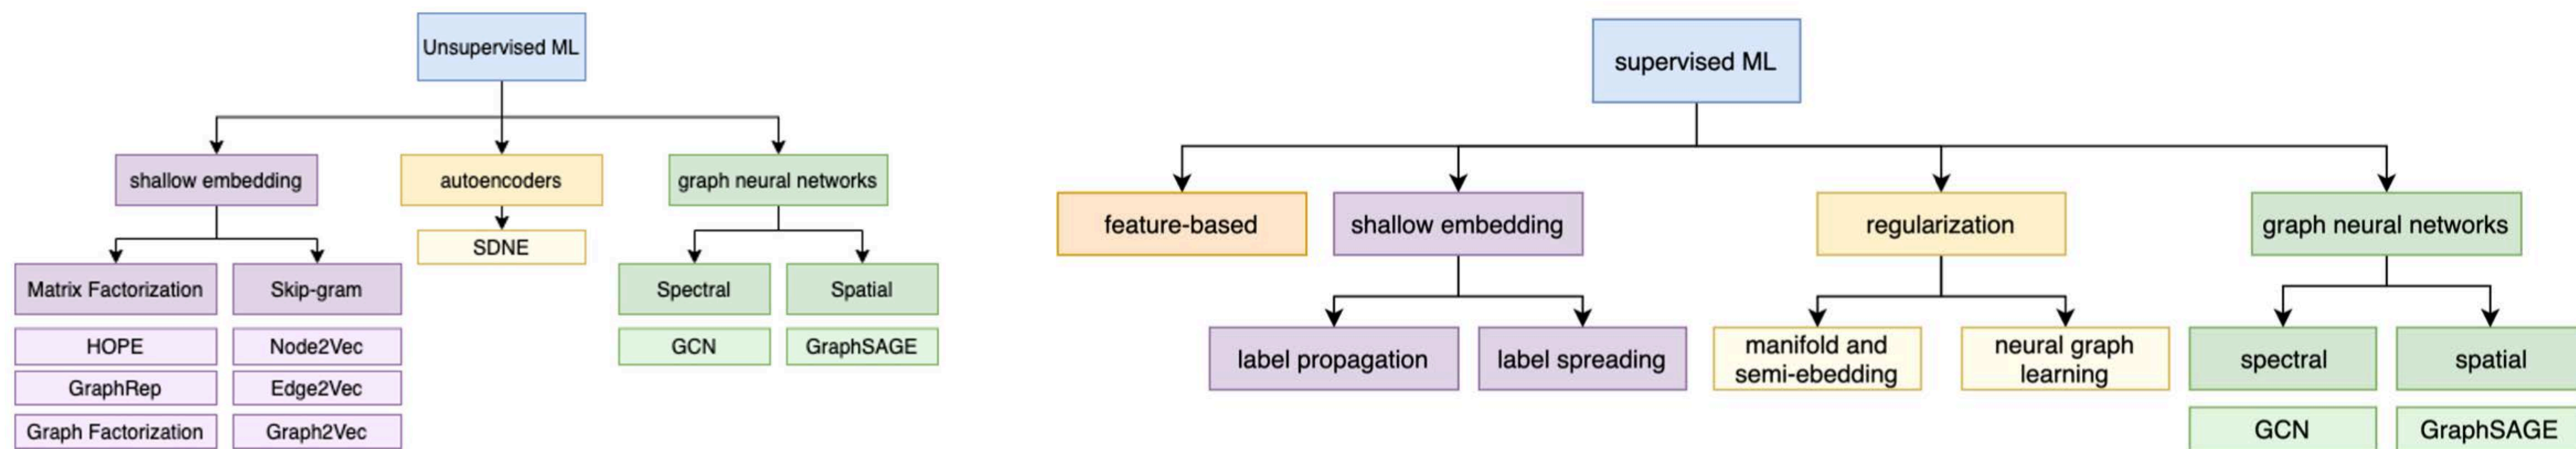 Unsupervised ML
shallow embedding
autoencoders
graph neural networks
SDNE
Matrix Factorization
Skip-gram
Spectral
Spatial
HOPE
Node2Vec
GCN
GraphSAGE
GraphRep
Edge2Vec
Graph Factorization
Graph2Vec
supervised ML
feature-based
shallow embedding
regularization
graph neural networks
label propagation
label spreading
manifold and
semi-ebedding
neural graph
learning
spectral
spatial
GCN
GraphSAGE